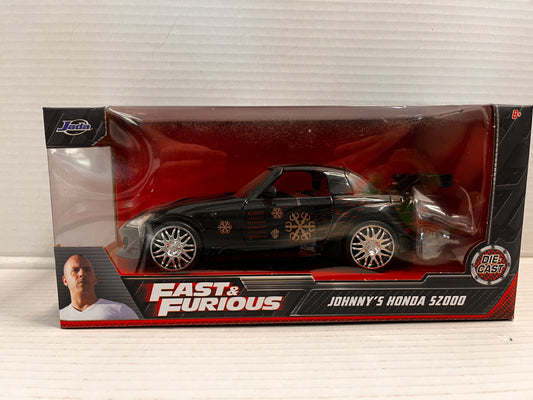 Jada
8+
DIE-
CAST
FAST &
FURIOUS
JOHNNY'S HONDA S2000